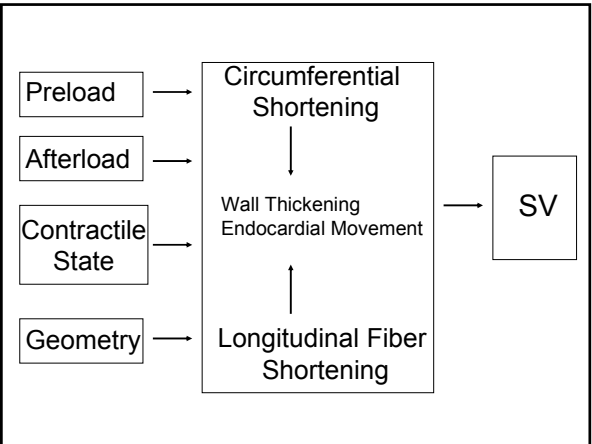 Preload
Afterload
Contractile
State
Geometry
Circumferential
Shortening
Wall Thickening
Endocardial Movement
Longitudinal Fiber
Shortening
SV